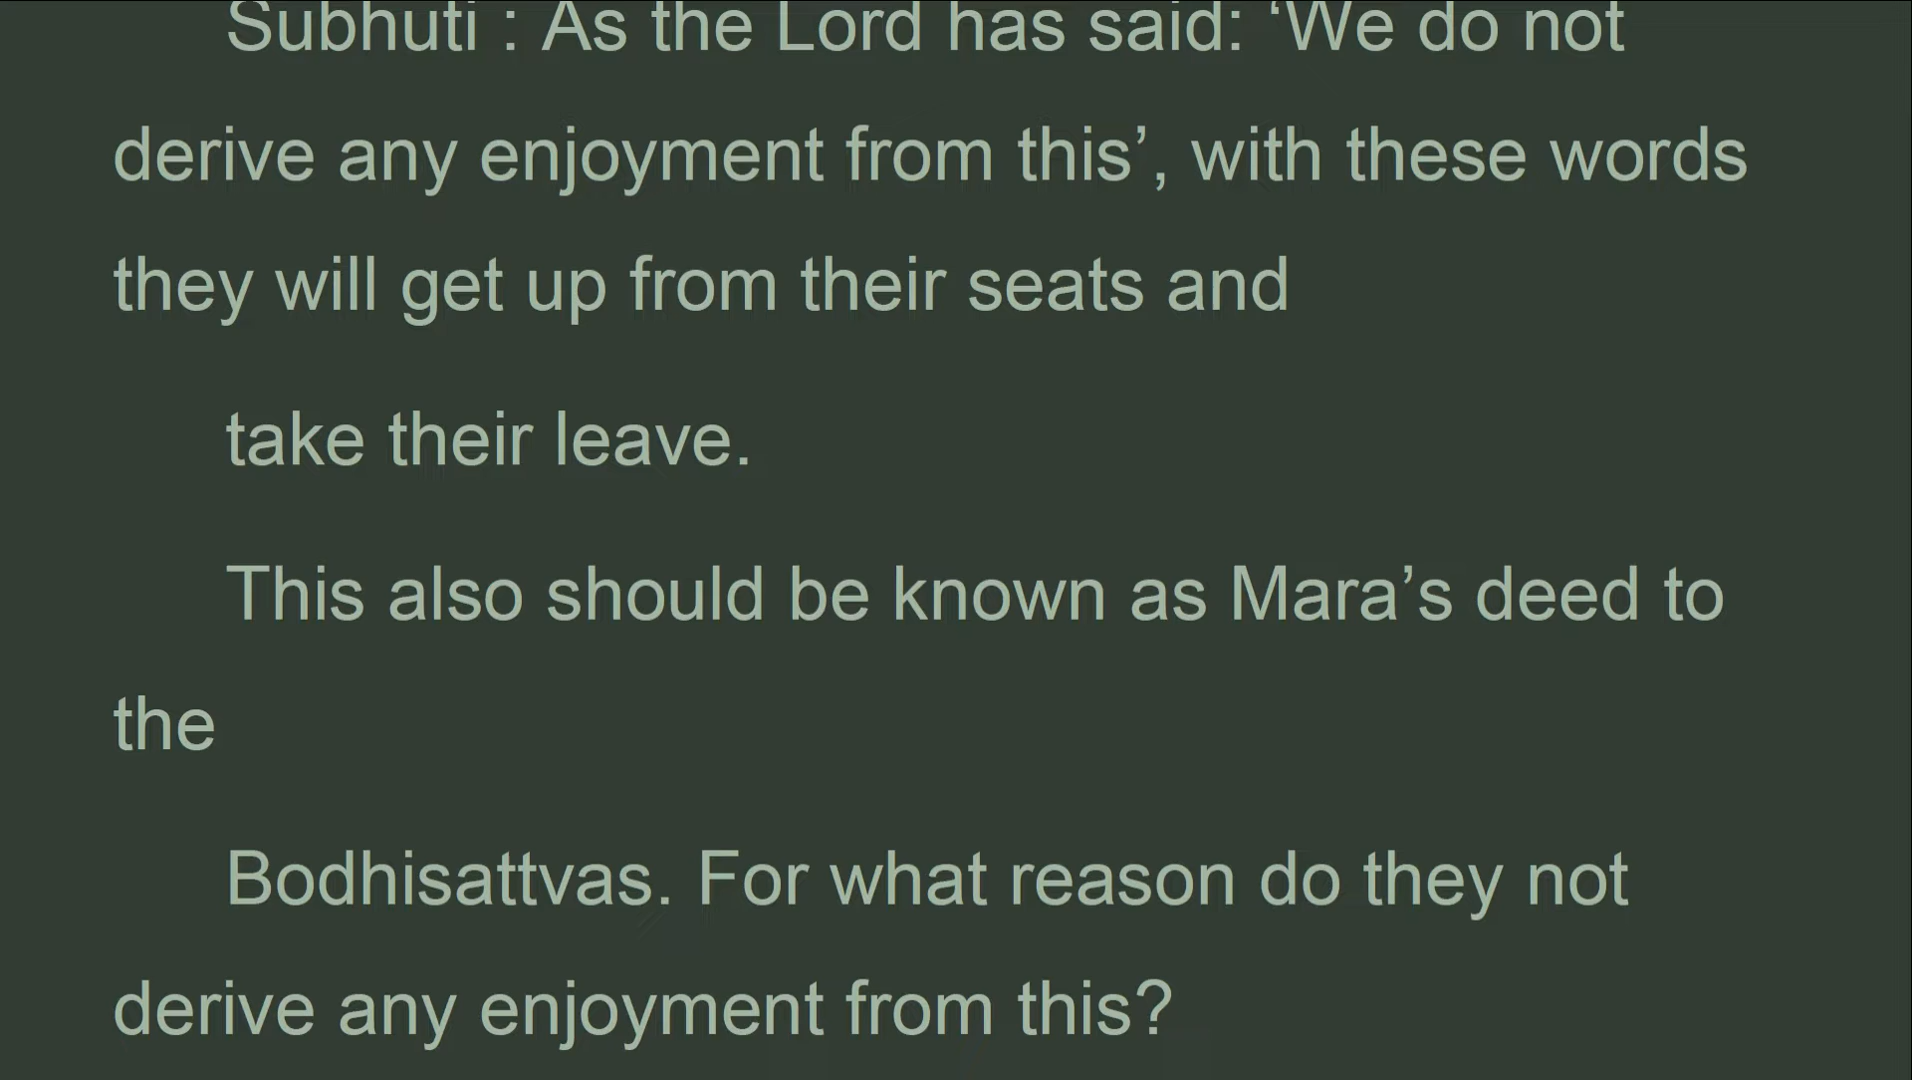 Subhuti : As the Lord has said: ‘We do not
derive any enjoyment from this’, with these words
they will get up from their seats and
take their leave.
This also should be known as Mara’s deed to
the
Bodhisattvas. For what reason do they not
derive any enjoyment from this?